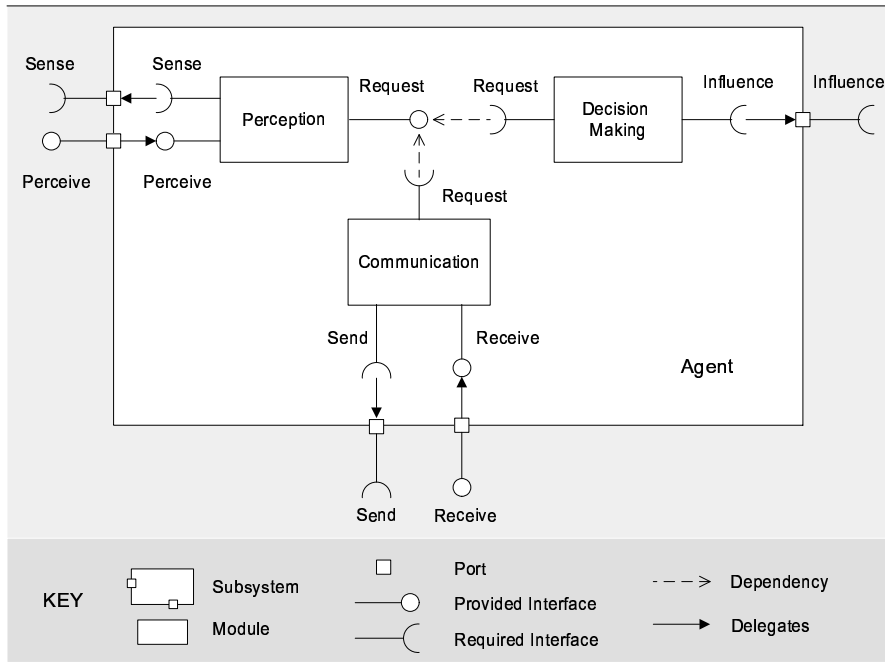 Sense
Sense
Request
Request
Influence
Influence
Perception
Decision
Making
Perceive
Perceive
Request
Communication
Send
Receive
Agent
Send
Receive
KEY
Subsystem
Module
Port
Provided Interface
Required Interface
Dependency
Delegates